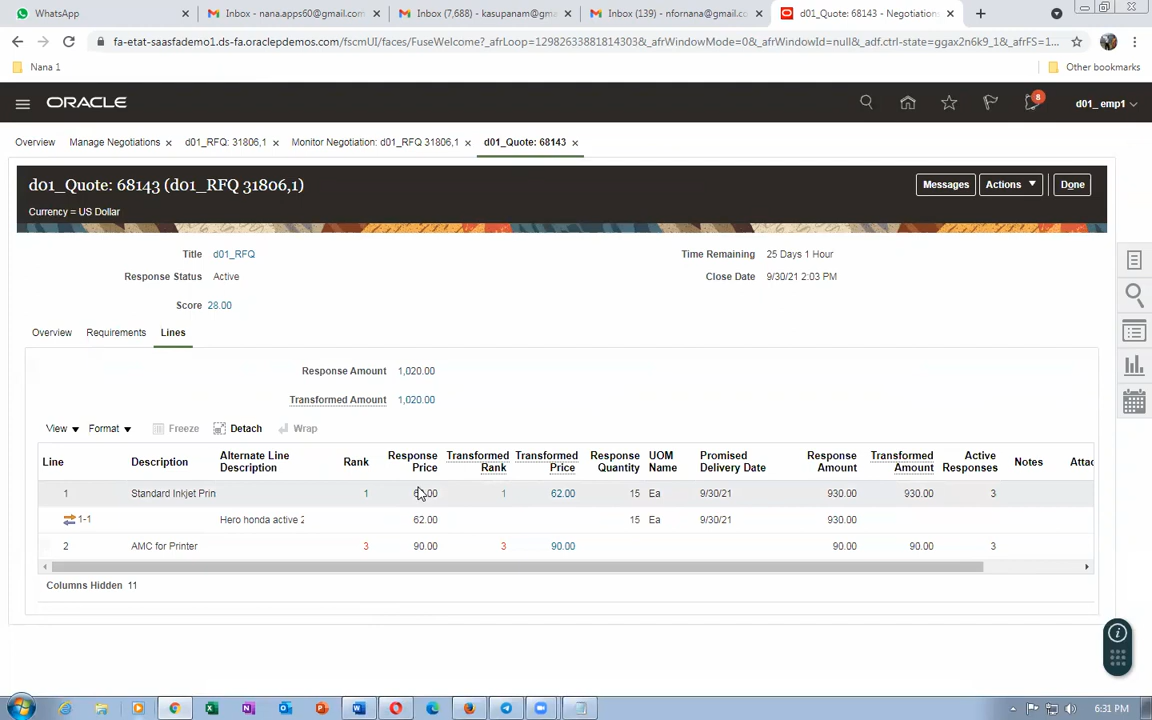 WhatsApp
Inbox - nana.apps60@gmail.com
Inbox (7,688) - kasupanam@gma
Inbox (139) - nfornana@gmail.co
d01_Quote: 68143 - Negotiations
fa-etat-saasfademo1.ds-fa.oraclepdemos.com/fscmUI/faces/FuseWelcome?_afrLoop=12982633881814303&_afrWindowMode=0&_afrWindowId=null&_adf.ctrl-state=ggax2n6k9_1&_afrFS=1...
Nana 1
Other bookmarks
ORACLE
8
d01_ emp1
Overview
Manage Negotiations
d01_RFQ: 31806,1
Monitor Negotiation: d01_RFQ 31806,1
d01_Quote: 68143
d01_Quote: 68143 (d01_RFQ 31806,1)
Messages
Actions
Done
Currency = US Dollar
Title d01_RFQ
Time Remaining 25 Days 1 Hour
Response Status Active
Close Date 9/30/21 2:03 PM
Score 28.00
Overview Requirements Lines
Response Amount 1,020.00
Transformed Amount 1,020.00
View Format Freeze Detach Wrap
Line Description Alternate Line Description Rank Response Price Transformed Rank Transformed Price Response Quantity UOM Name Promised Delivery Date Response Amount Transformed Amount Active Responses Notes Attac
1 Standard Inkjet Prin 1 1 62.00 15 Ea 9/30/21 930.00 930.00 3
1-1 Hero honda active 2 62.00 15 Ea 9/30/21 930.00
2 AMC for Printer 3 90.00 3 90.00 90.00 90.00 3
Columns Hidden 11
6:31 PM